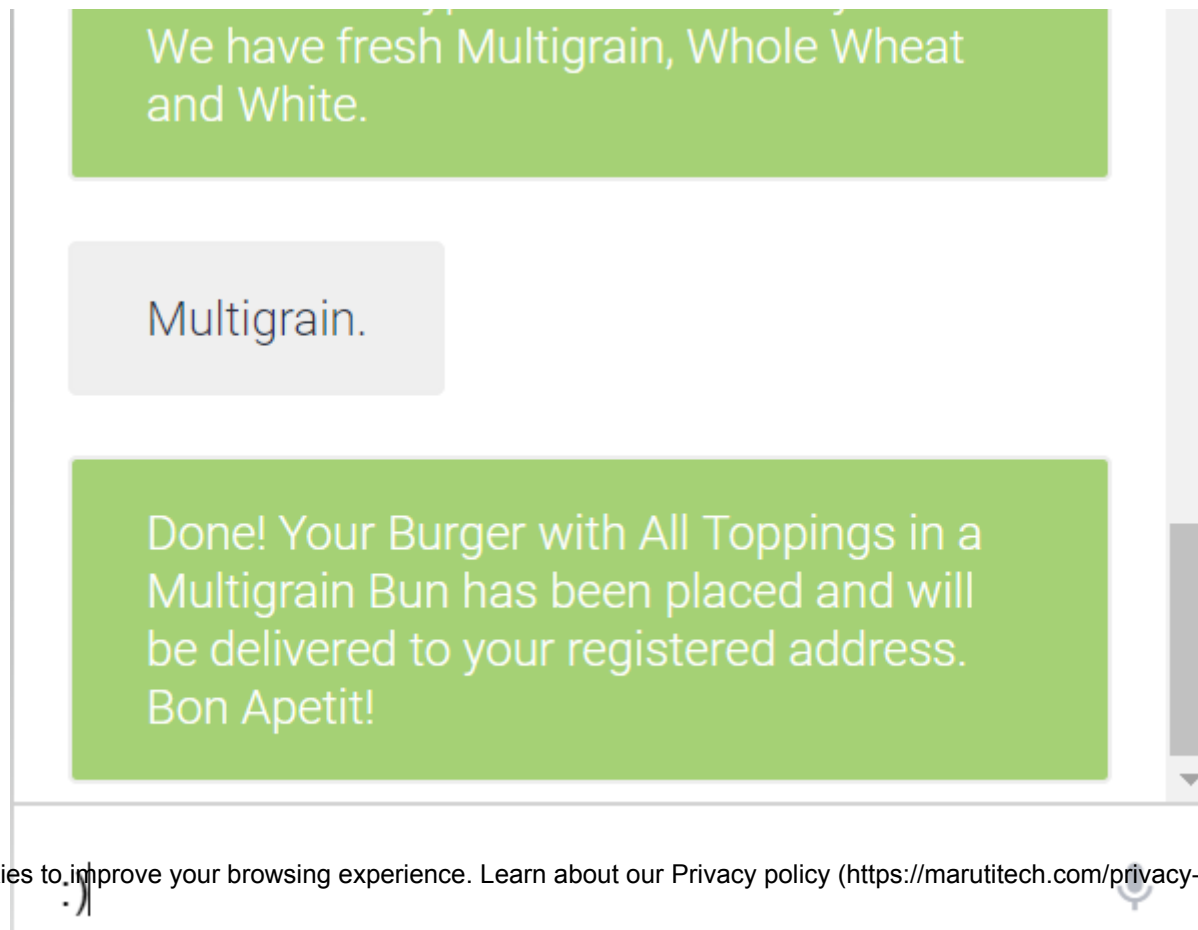 We have fresh Multigrain, Whole Wheat
and White.
Multigrain.
Done! Your Burger with All Toppings in a
Multigrain Bun has been placed and will
be delivered to your registered address.
Bon Apetit!
ies to improve your browsing experience. Learn about our Privacy policy (https://marutitech.com/privacy-
:)